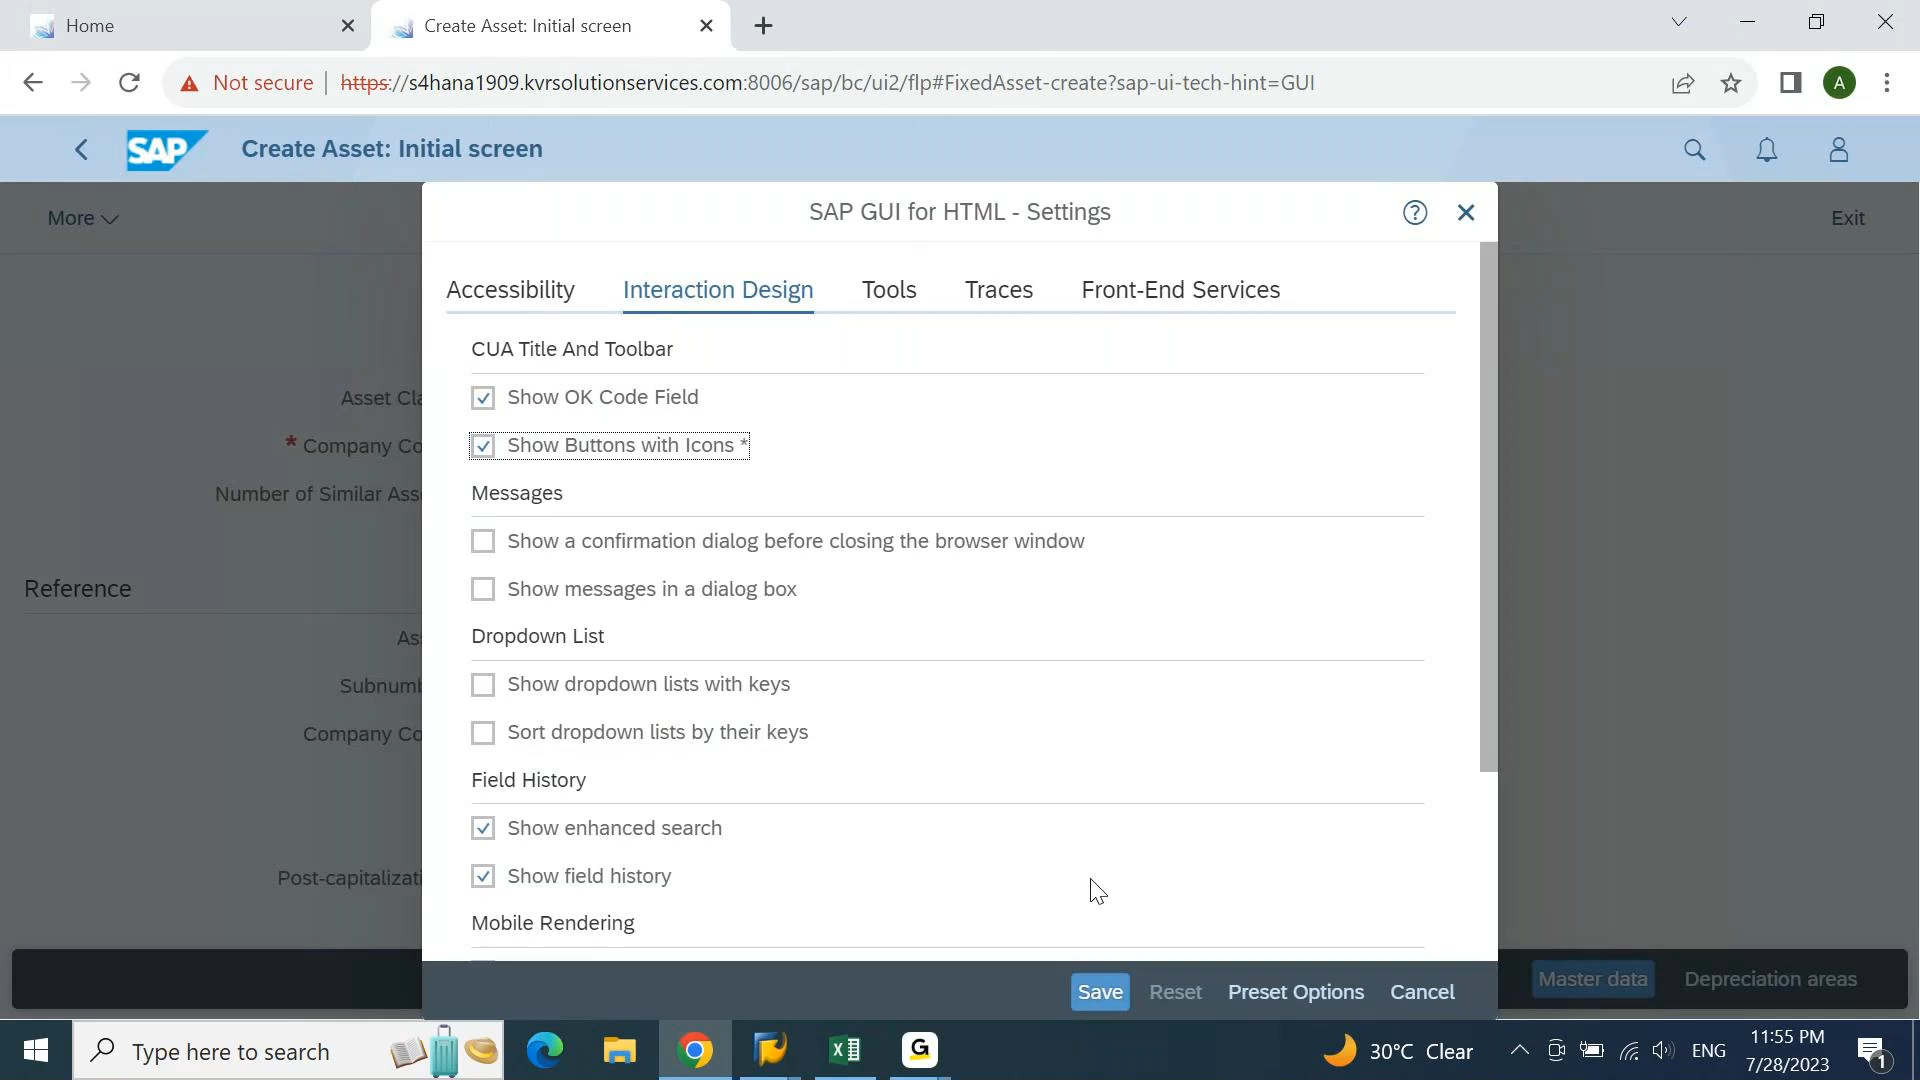 Home
Create Asset: Initial screen
Not secure
https://s4hana1909.kvrsolutionservices.com:8006/sap/bc/ui2/flp#FixedAsset-create?sap-ui-tech-hint=GUI
A
SAP
Create Asset: Initial screen
More
Exit
SAP GUI for HTML - Settings
?
Accessibility
Interaction Design
Tools
Traces
Front-End Services
CUA Title And Toolbar
Show OK Code Field
Show Buttons with Icons *
Messages
Show a confirmation dialog before closing the browser window
Show messages in a dialog box
Dropdown List
Show dropdown lists with keys
Sort dropdown lists by their keys
Field History
Show enhanced search
Show field history
Mobile Rendering
Asset Cla
* Company Co
Number of Similar Asse
Reference
Ass
Subnumb
Company Co
Post-capitalizati
Save
Reset
Preset Options
Cancel
Master data
Depreciation areas
Type here to search
G
30°C Clear
ENG
11:55 PM
7/28/2023
1